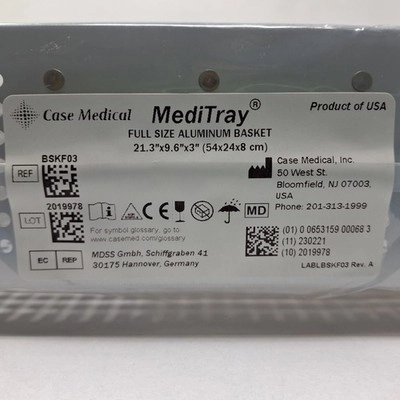 Case Medical
MediTray®
Product of USA
FULL SIZE ALUMINUM BASKET
21.3"x9.6"x3" (54x24x8 cm)
REF
BSKF03
Case Medical, Inc.
50 West St.
Bloomfield, NJ 07003,
USA
Phone: 201-313-1999
LOT
2019978
MD
For symbol glossary, go to:
www.casemed.com/glossary
(01) 0 0653159 00068 3
(11) 230221
(10) 2019978
EC REP
MDSS Gmbh, Schiffgraben 41
30175 Hannover, Germany
LABLBSKF03 Rev. A